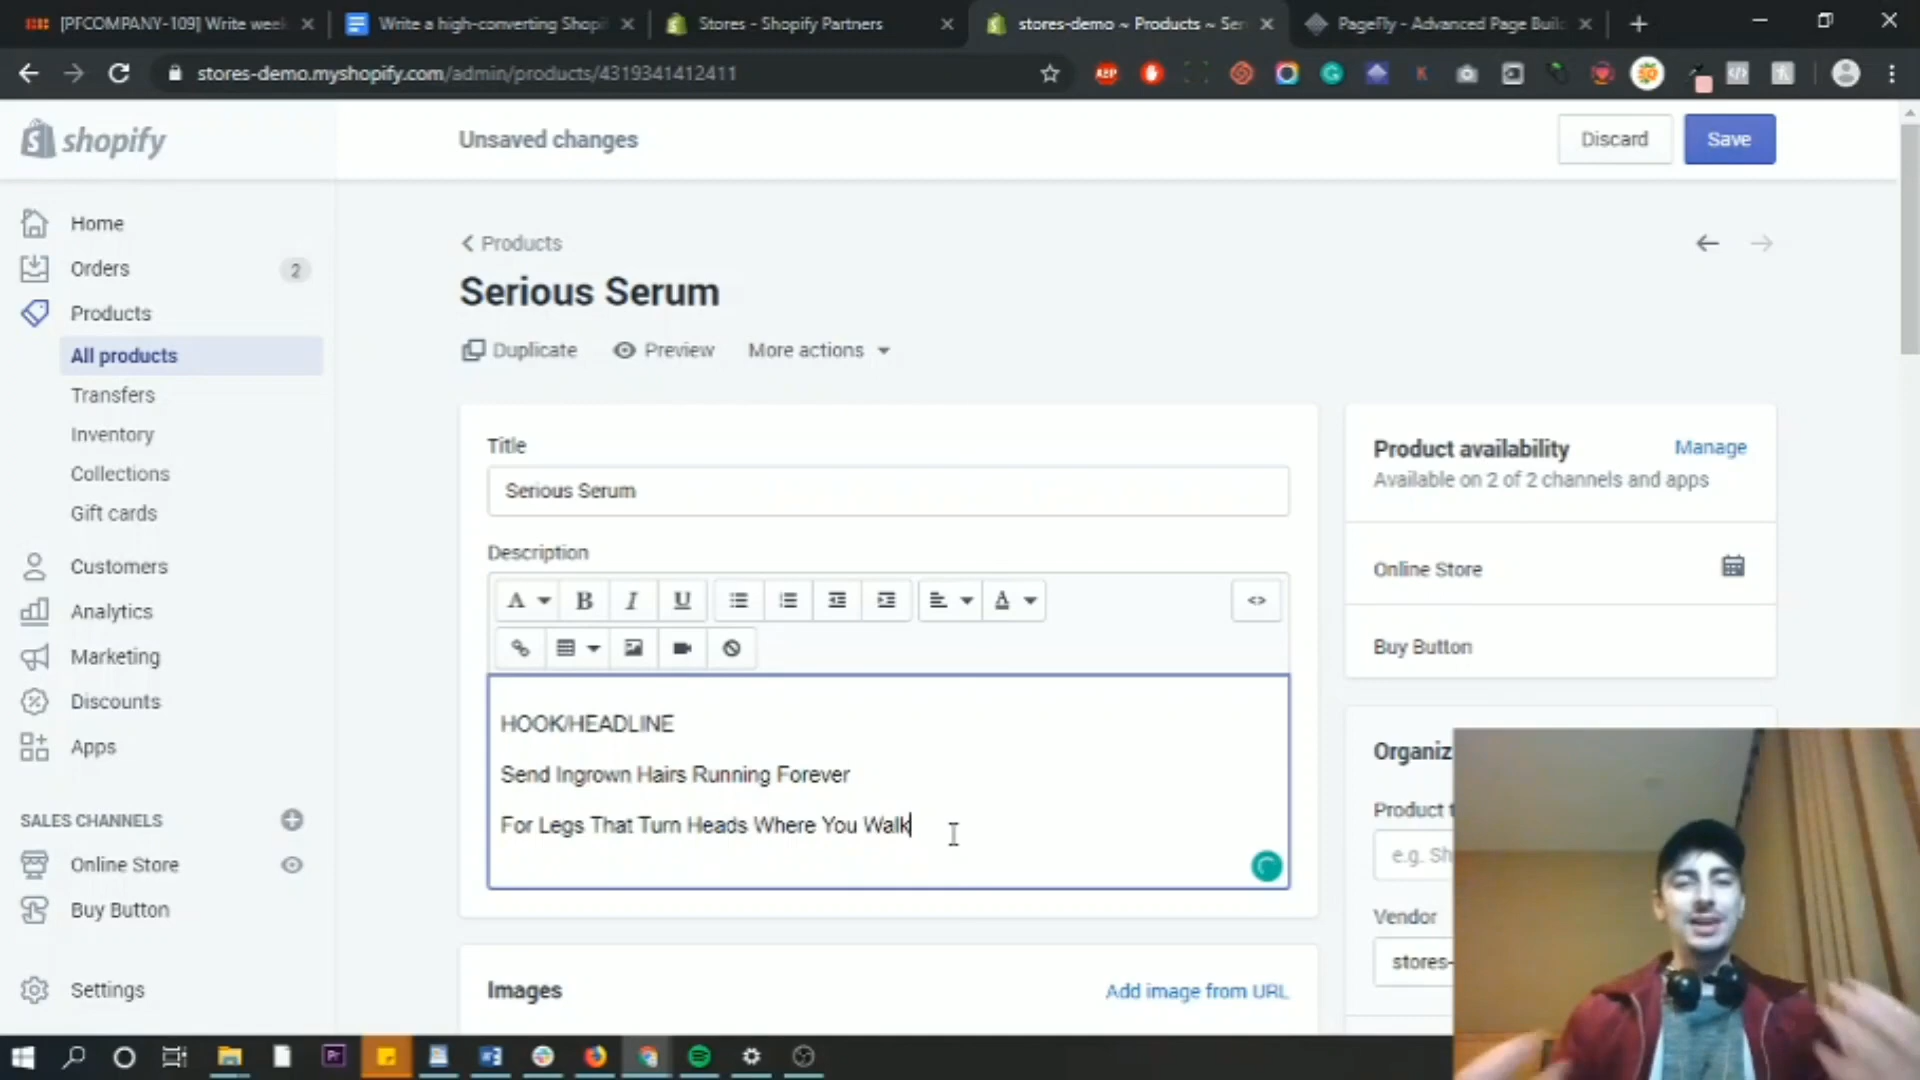 [PFCOMPANY-109] Write week
Write a high-converting Shopif
Stores - Shopify Partners
stores-demo ~ Products ~ Ser
PageFly - Advanced Page Buil
stores-demo.myshopify.com/admin/products/4319341412411
ABP
shopify
Unsaved changes
Discard
Save
Home
Orders
2
Products
All products
Transfers
Inventory
Collections
Gift cards
Customers
Analytics
Marketing
Discounts
Apps
SALES CHANNELS
Online Store
Buy Button
Settings
Products
Serious Serum
Duplicate
Preview
More actions
Title
Serious Serum
Description
A
B
I
U
A
<>
HOOK/HEADLINE
Send Ingrown Hairs Running Forever
For Legs That Turn Heads Where You Walk
Images
Add image from URL
Product availability
Manage
Available on 2 of 2 channels and apps
Online Store
Buy Button
Organiz
Product t
e.g. Sh
Vendor
stores-
Pr